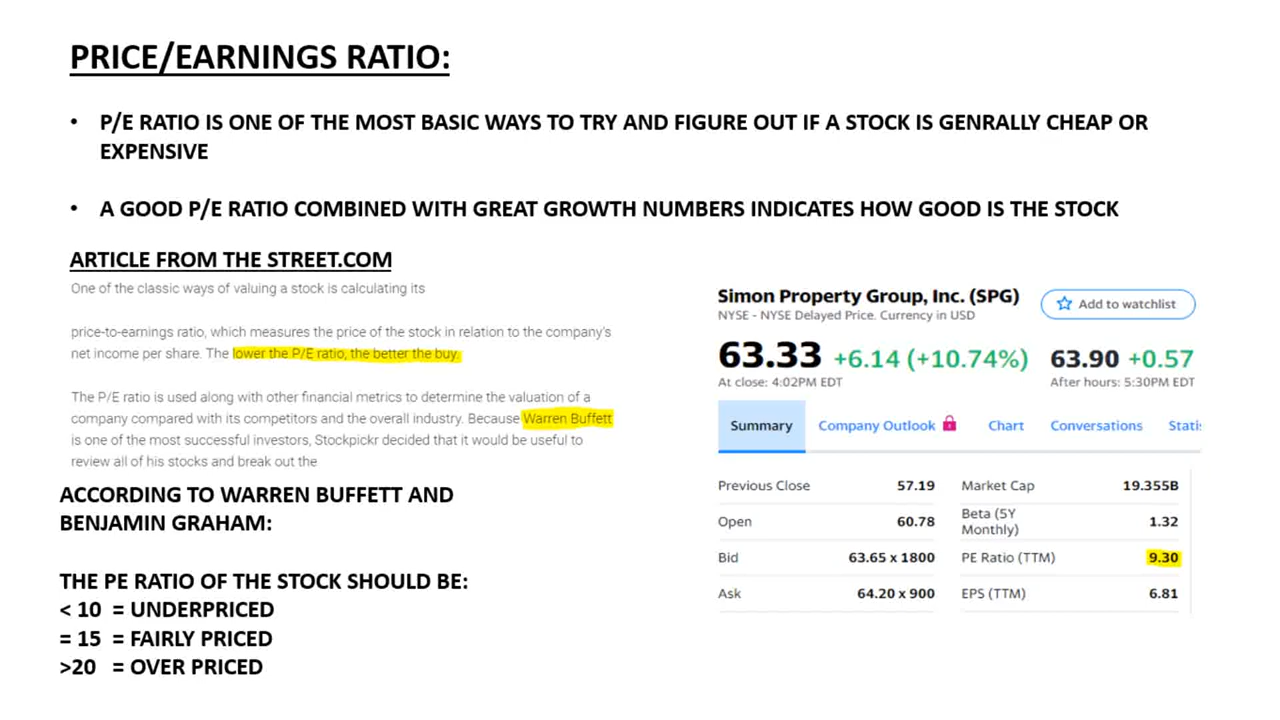 PRICE/EARNINGS RATIO:
• P/E RATIO IS ONE OF THE MOST BASIC WAYS TO TRY AND FIGURE OUT IF A STOCK IS GENRALLY CHEAP OR
EXPENSIVE
• A GOOD P/E RATIO COMBINED WITH GREAT GROWTH NUMBERS INDICATES HOW GOOD IS THE STOCK
ARTICLE FROM THE STREET.COM
One of the classic ways of valuing a stock is calculating its
price-to-earnings ratio, which measures the price of the stock in relation to the company's
net income per share. The lower the P/E ratio, the better the buy.
The P/E ratio is used along with other financial metrics to determine the valuation of a
company compared with its competitors and the overall industry. Because Warren Buffett
is one of the most successful investors, Stockpickr decided that it would be useful to
review all of his stocks and break out the
ACCORDING TO WARREN BUFFETT AND
BENJAMIN GRAHAM:
THE PE RATIO OF THE STOCK SHOULD BE:
< 10 = UNDERPRICED
= 15 = FAIRLY PRICED
>20 = OVER PRICED
Simon Property Group, Inc. (SPG)
Add to watchlist
NYSE - NYSE Delayed Price. Currency in USD
63.33 +6.14 (+10.74%) 63.90 +0.57
At close: 4:02PM EDT After hours: 5:30PM EDT
Summary Company Outlook Chart Conversations Statis
Previous Close 57.19 Market Cap 19.355B
Open 60.78 Beta (5Y
Monthly) 1.32
Bid 63.65 x 1800 PE Ratio (TTM) 9.30
Ask 64.20 x 900 EPS (TTM) 6.81